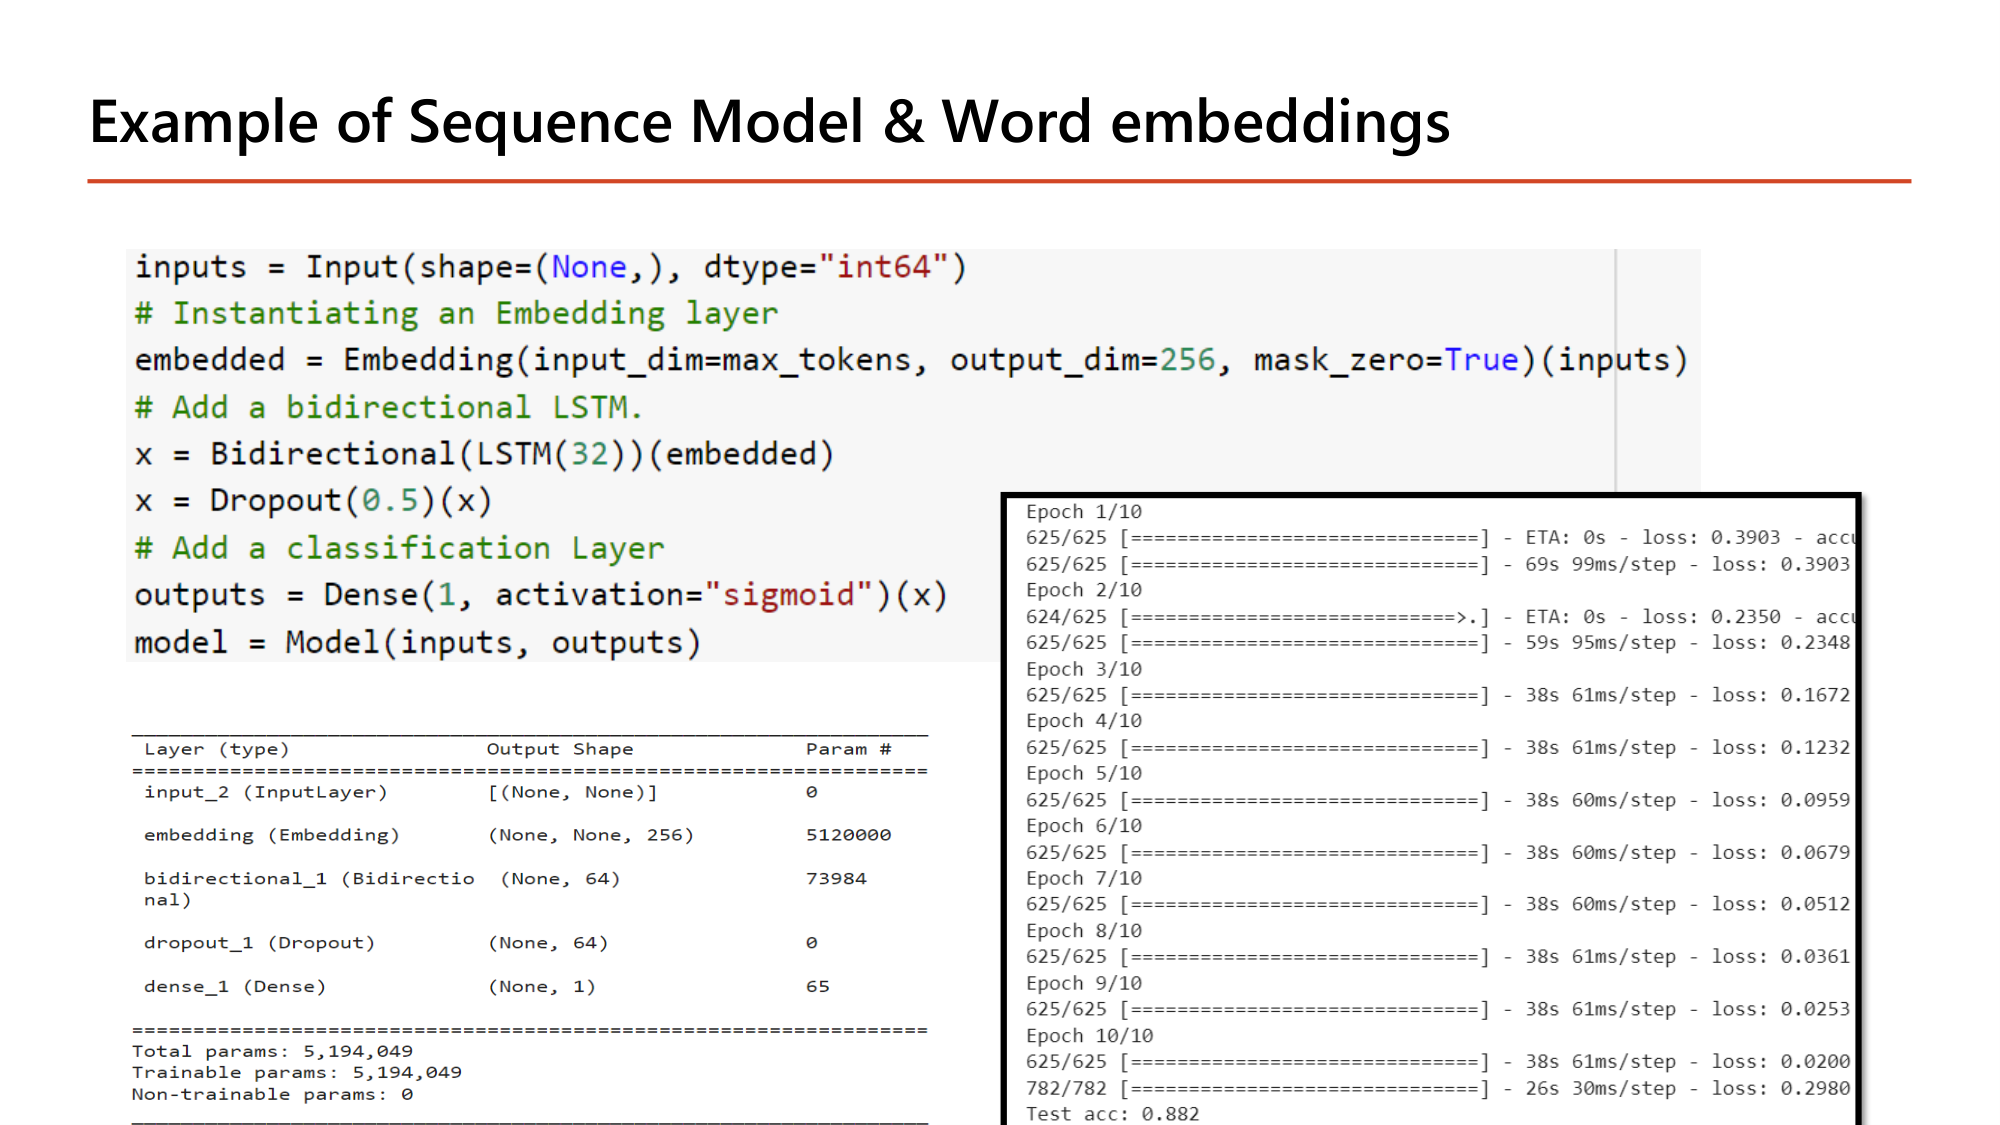 Example of Sequence Model & Word embeddings
inputs = Input(shape=(None,), dtype="int64")
# Instantiating an Embedding layer
embedded = Embedding(input_dim=max_tokens, output_dim=256, mask_zero=True)(inputs)
# Add a bidirectional LSTM.
x = Bidirectional(LSTM(32))(embedded)
x = Dropout(0.5)(x)
# Add a classification Layer
outputs = Dense(1, activation="sigmoid")(x)
model = Model(inputs, outputs)
Layer (type) Output Shape Param #
=================================================================
input_2 (InputLayer) [(None, None)] 0
embedding (Embedding) (None, None, 256) 5120000
bidirectional_1 (Bidirectio (None, 64) 73984
nal)
dropout_1 (Dropout) (None, 64) 0
dense_1 (Dense) (None, 1) 65
=================================================================
Total params: 5,194,049
Trainable params: 5,194,049
Non-trainable params: 0
Epoch 1/10
625/625 [==============================] - ETA: 0s - loss: 0.3903 - accu
625/625 [==============================] - 69s 99ms/step - loss: 0.3903
Epoch 2/10
624/625 [============================>.] - ETA: 0s - loss: 0.2350 - accu
625/625 [==============================] - 59s 95ms/step - loss: 0.2348
Epoch 3/10
625/625 [==============================] - 38s 61ms/step - loss: 0.1672
Epoch 4/10
625/625 [==============================] - 38s 61ms/step - loss: 0.1232
Epoch 5/10
625/625 [==============================] - 38s 60ms/step - loss: 0.0959
Epoch 6/10
625/625 [==============================] - 38s 60ms/step - loss: 0.0679
Epoch 7/10
625/625 [==============================] - 38s 60ms/step - loss: 0.0512
Epoch 8/10
625/625 [==============================] - 38s 61ms/step - loss: 0.0361
Epoch 9/10
625/625 [==============================] - 38s 61ms/step - loss: 0.0253
Epoch 10/10
625/625 [==============================] - 38s 61ms/step - loss: 0.0200
782/782 [==============================] - 26s 30ms/step - loss: 0.2980
Test acc: 0.882